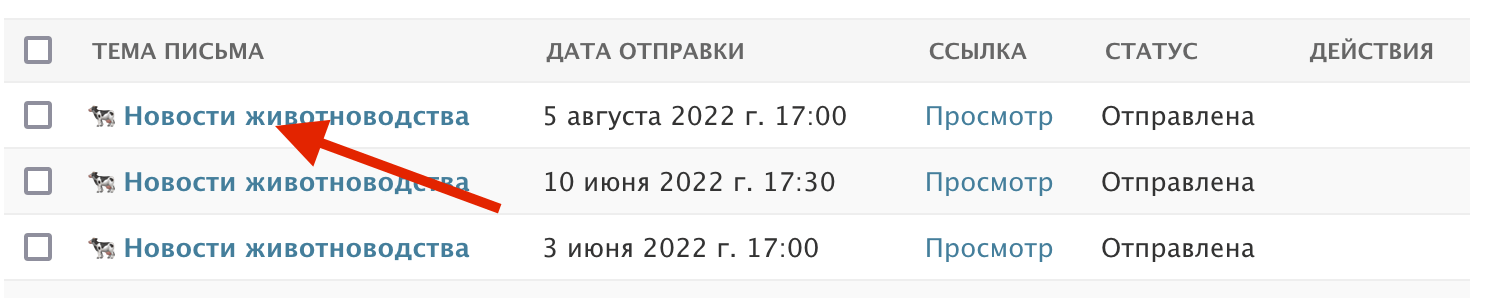 ТЕМА ПИСЬМА ДАТА ОТПРАВКИ ССЫЛКА СТАТУС ДЕЙСТВИЯ
🐄 Новости животноводства 5 августа 2022 г. 17:00 Просмотр Отправлена
🐄 Новости животноводства 10 июня 2022 г. 17:30 Просмотр Отправлена
🐄 Новости животноводства 3 июня 2022 г. 17:00 Просмотр Отправлена